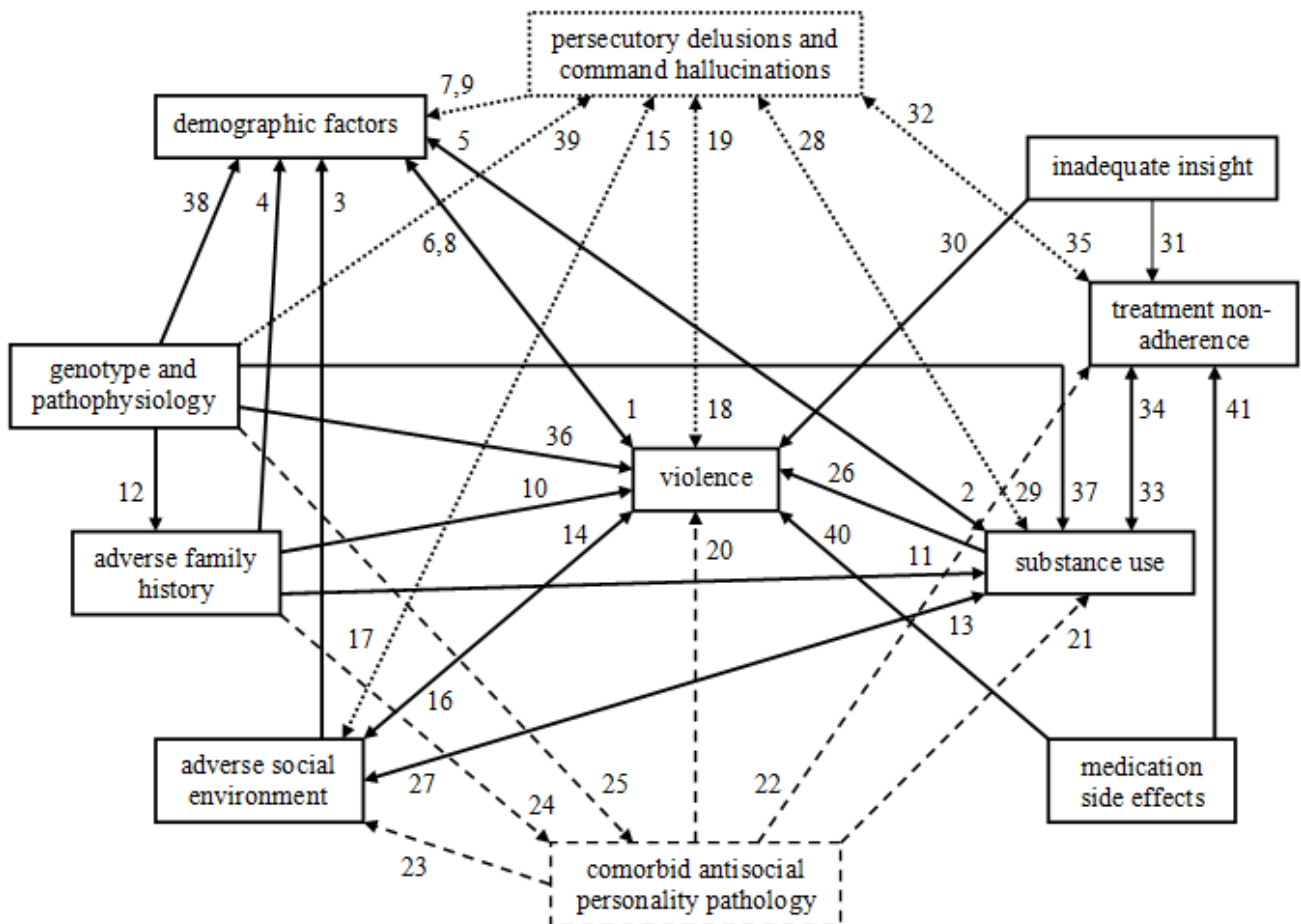 persecutory delusions and
command hallucinations
7,9
demographic factors
32
5
39
15
19
28
inadequate insight
38
4
3
6,8
30
35
31
treatment non-
adherence
genotype and
pathophysiology
1
18
34
41
36
violence
26
12
10
2
29
37
33
14
40
adverse family
history
20
11
substance use
17
13
21
16
adverse social
environment
27
24
25
22
medication
side effects
23
comorbid antisocial
personality pathology